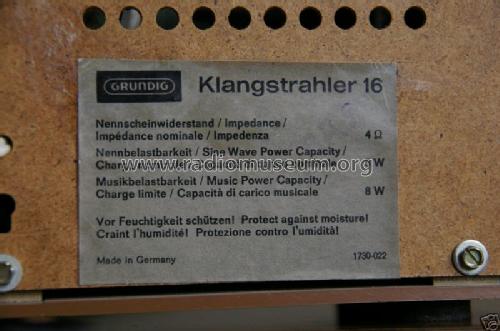 GRUNDIG Klangstrahler 16
Nennscheinwiderstand / Impedance /
Impédance nominale / Impedenza 4 Ω
Nennbelastbarkeit / Sine Wave Power Capacity /
W
www.radiomuseum.org
Musikbelastbarkeit / Music Power Capacity /
Charge limite / Capacità di carico musicale 8 W
Vor Feuchtigkeit schützen! Protect against moisture!
Craint l'humidité! Protezione contro l'umidità!
Made in Germany 1730-022